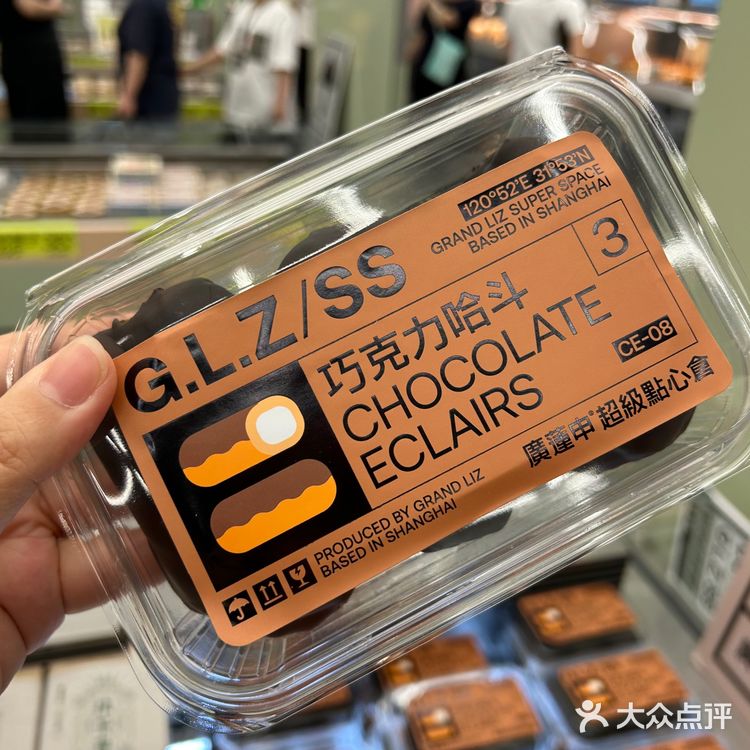 120°52'E 31°53'N
GRAND LIZ SUPER SPACE
BASED IN SHANGHAI
G.L.Z/SS
3
巧克力哈斗
CHOCOLATE
ECLAIRS
CE-08
廣蓮申®超級點心倉
PRODUCED BY GRAND LIZ
BASED IN SHANGHAI
大众点评